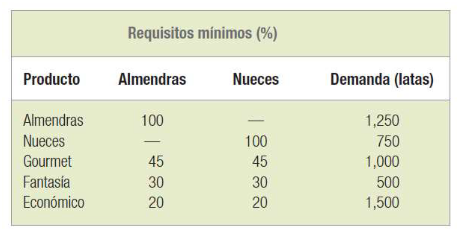 Requisitos mínimos (%)
Producto Almendras Nueces Demanda (latas)
Almendras 100 — 1,250
Nueces — 100 750
Gourmet 45 45 1,000
Fantasía 30 30 500
Económico 20 20 1,500